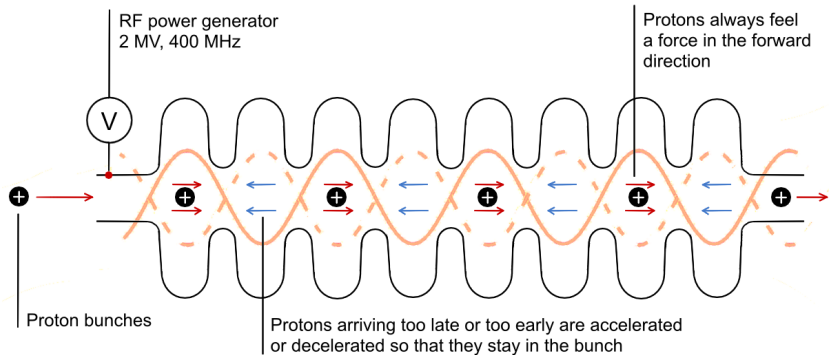 RF power generator
2 MV, 400 MHz
Protons always feel
a force in the forward
direction
V
+
+
+
+
+
+
Proton bunches
Protons arriving too late or too early are accelerated
or decelerated so that they stay in the bunch